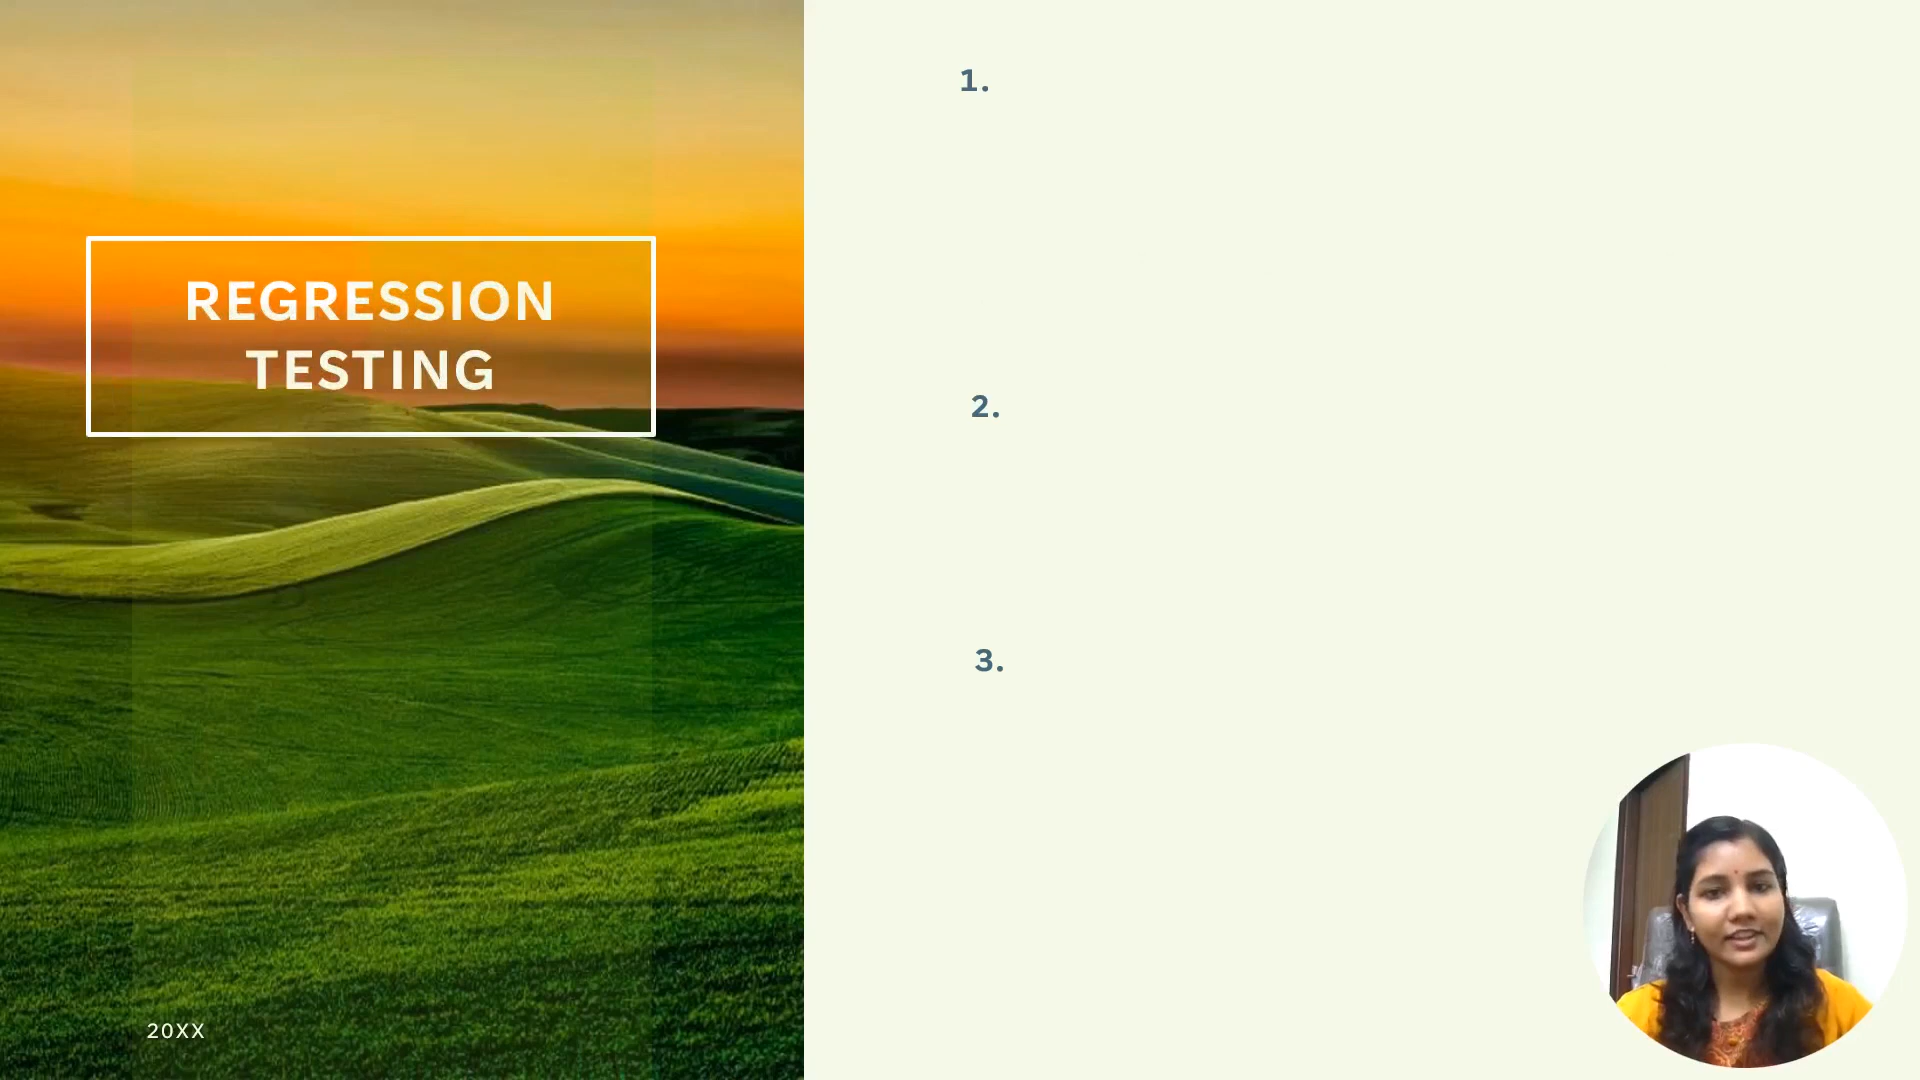 REGRESSION
TESTING
20XX
1.
2.
3.